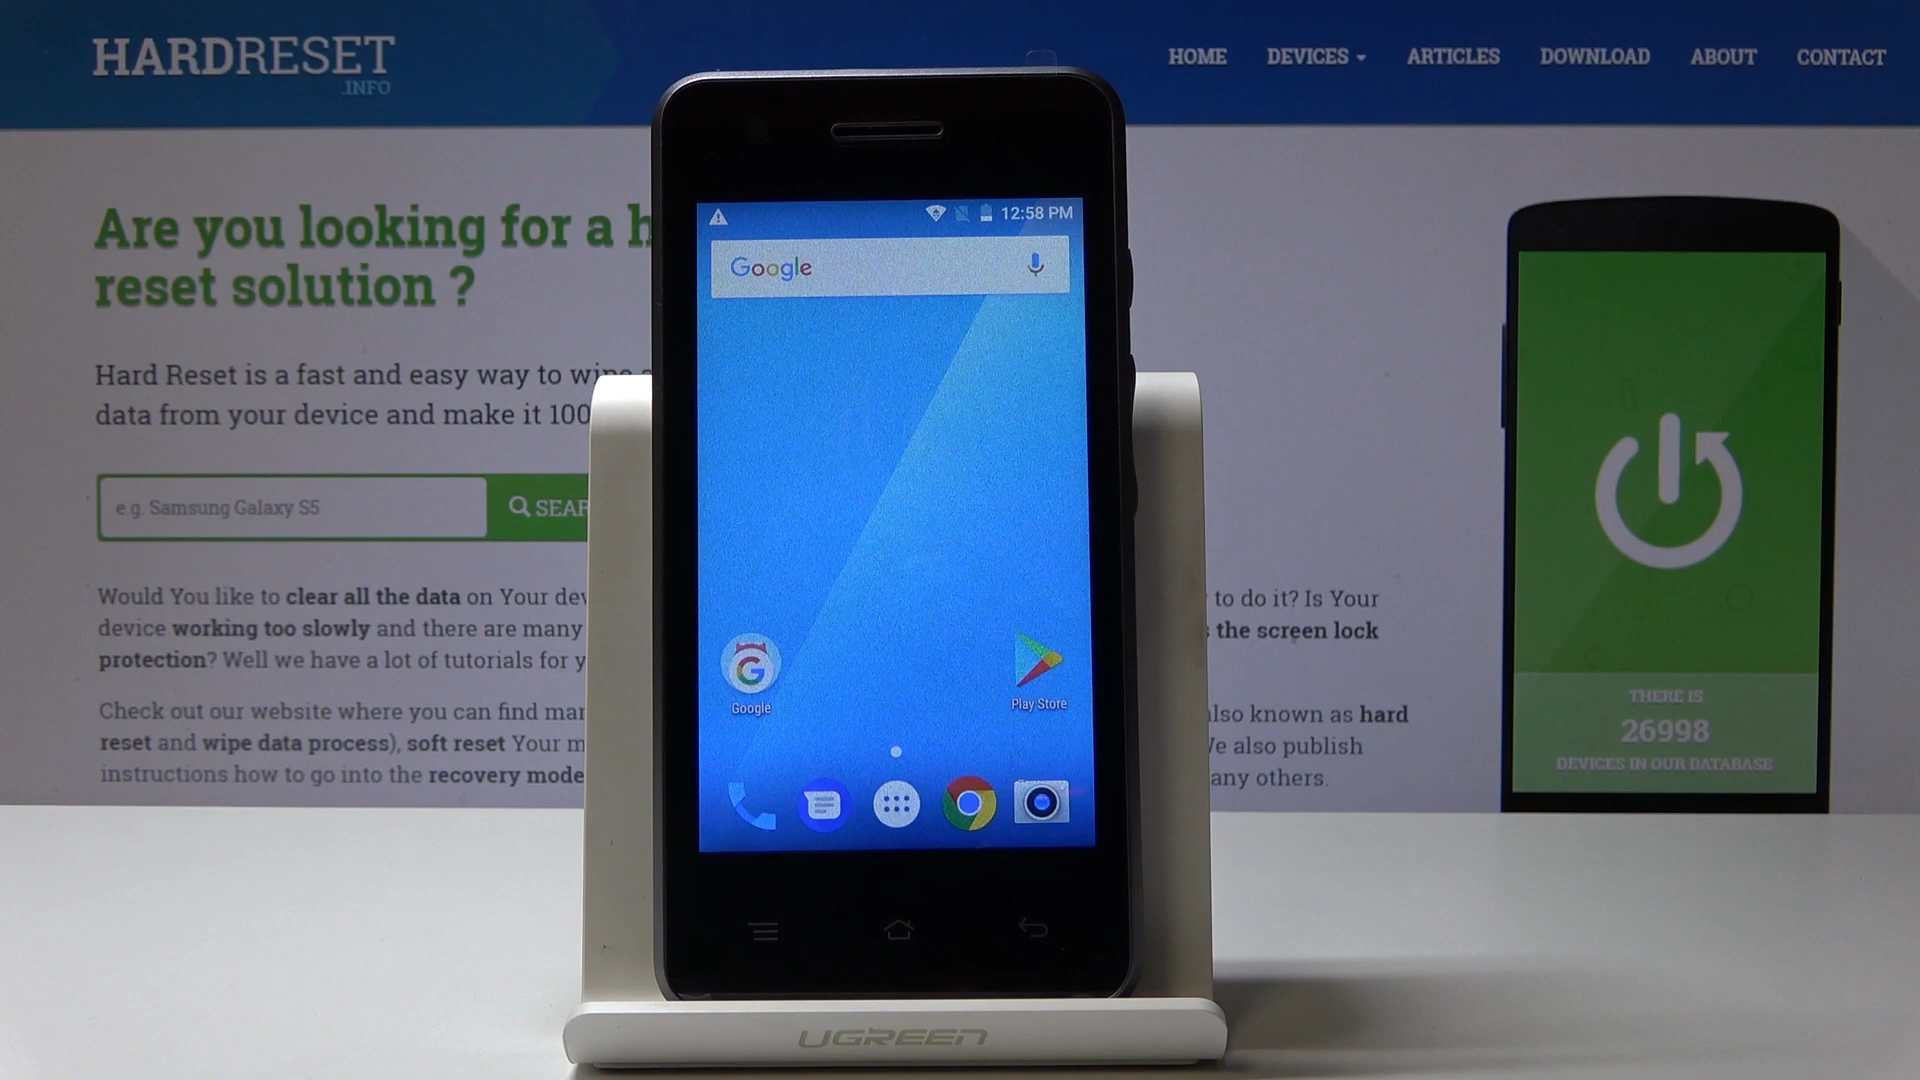 HARDRESET
.INFO
HOME DEVICES ARTICLES DOWNLOAD ABOUT CONTACT
Are you looking for a h
reset solution ?
Hard Reset is a fast and easy way to wipe
data from your device and make it 100
e.g. Samsung Galaxy S5
SEAR
Would You like to clear all the data on Your dev
device working too slowly and there are many
protection? Well we have a lot of tutorials for y
Check out our website where you can find man
reset and wipe data process), soft reset Your m
instructions how to go into the recovery mode
to do it? Is Your
the screen lock
also known as hard
We also publish
any others.
12:58 PM
Google
Google
Play Store
THERE IS
26998
DEVICES IN OUR DATABASE
UGREEN